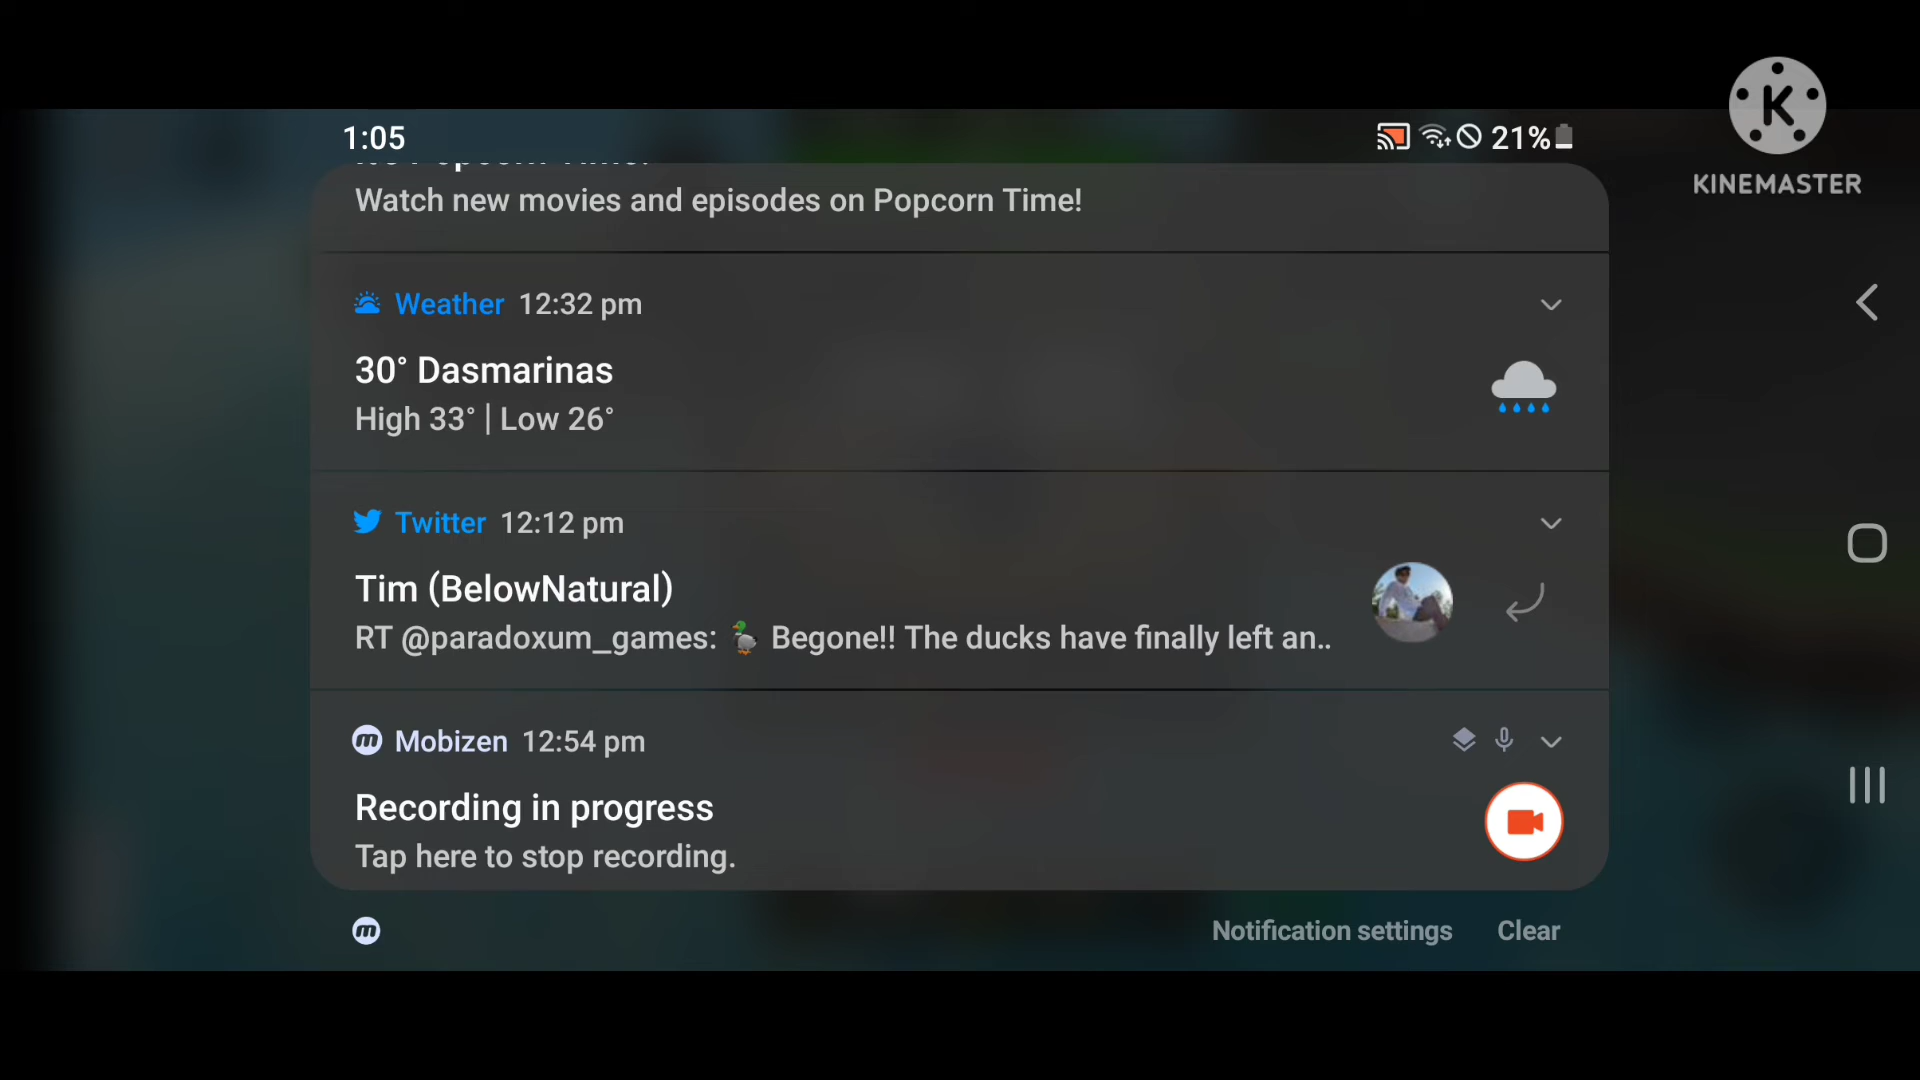 1:05
21%
K
KINEMASTER
Watch new movies and episodes on Popcorn Time!
Weather 12:32 pm
30° Dasmarinas
High 33° | Low 26°
Twitter 12:12 pm
Tim (BelowNatural)
RT @paradoxum_games: 🦆 Begone!! The ducks have finally left an..
m Mobizen 12:54 pm
Recording in progress
Tap here to stop recording.
m
Notification settings Clear